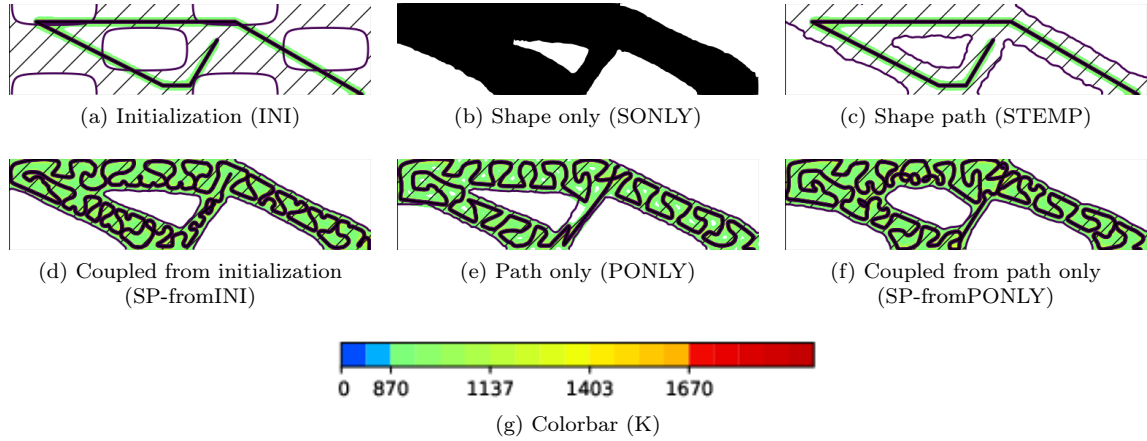 (a) Initialization (INI)
(b) Shape only (SONLY)
(c) Shape path (STEMP)
(d) Coupled from initialization
(SP-fromINI)
(e) Path only (PONLY)
(f) Coupled from path only
(SP-fromPONLY)
0 870 1137 1403 1670
(g) Colorbar (K)